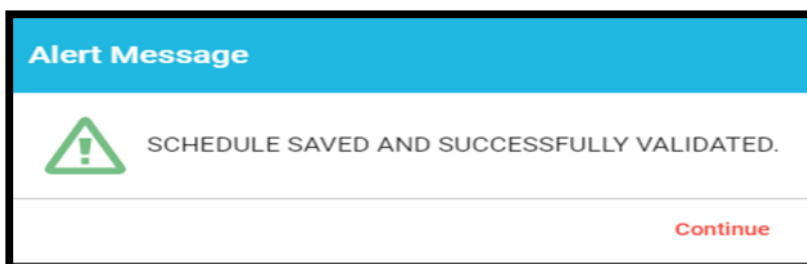 Alert Message
SCHEDULE SAVED AND SUCCESSFULLY VALIDATED.
Continue